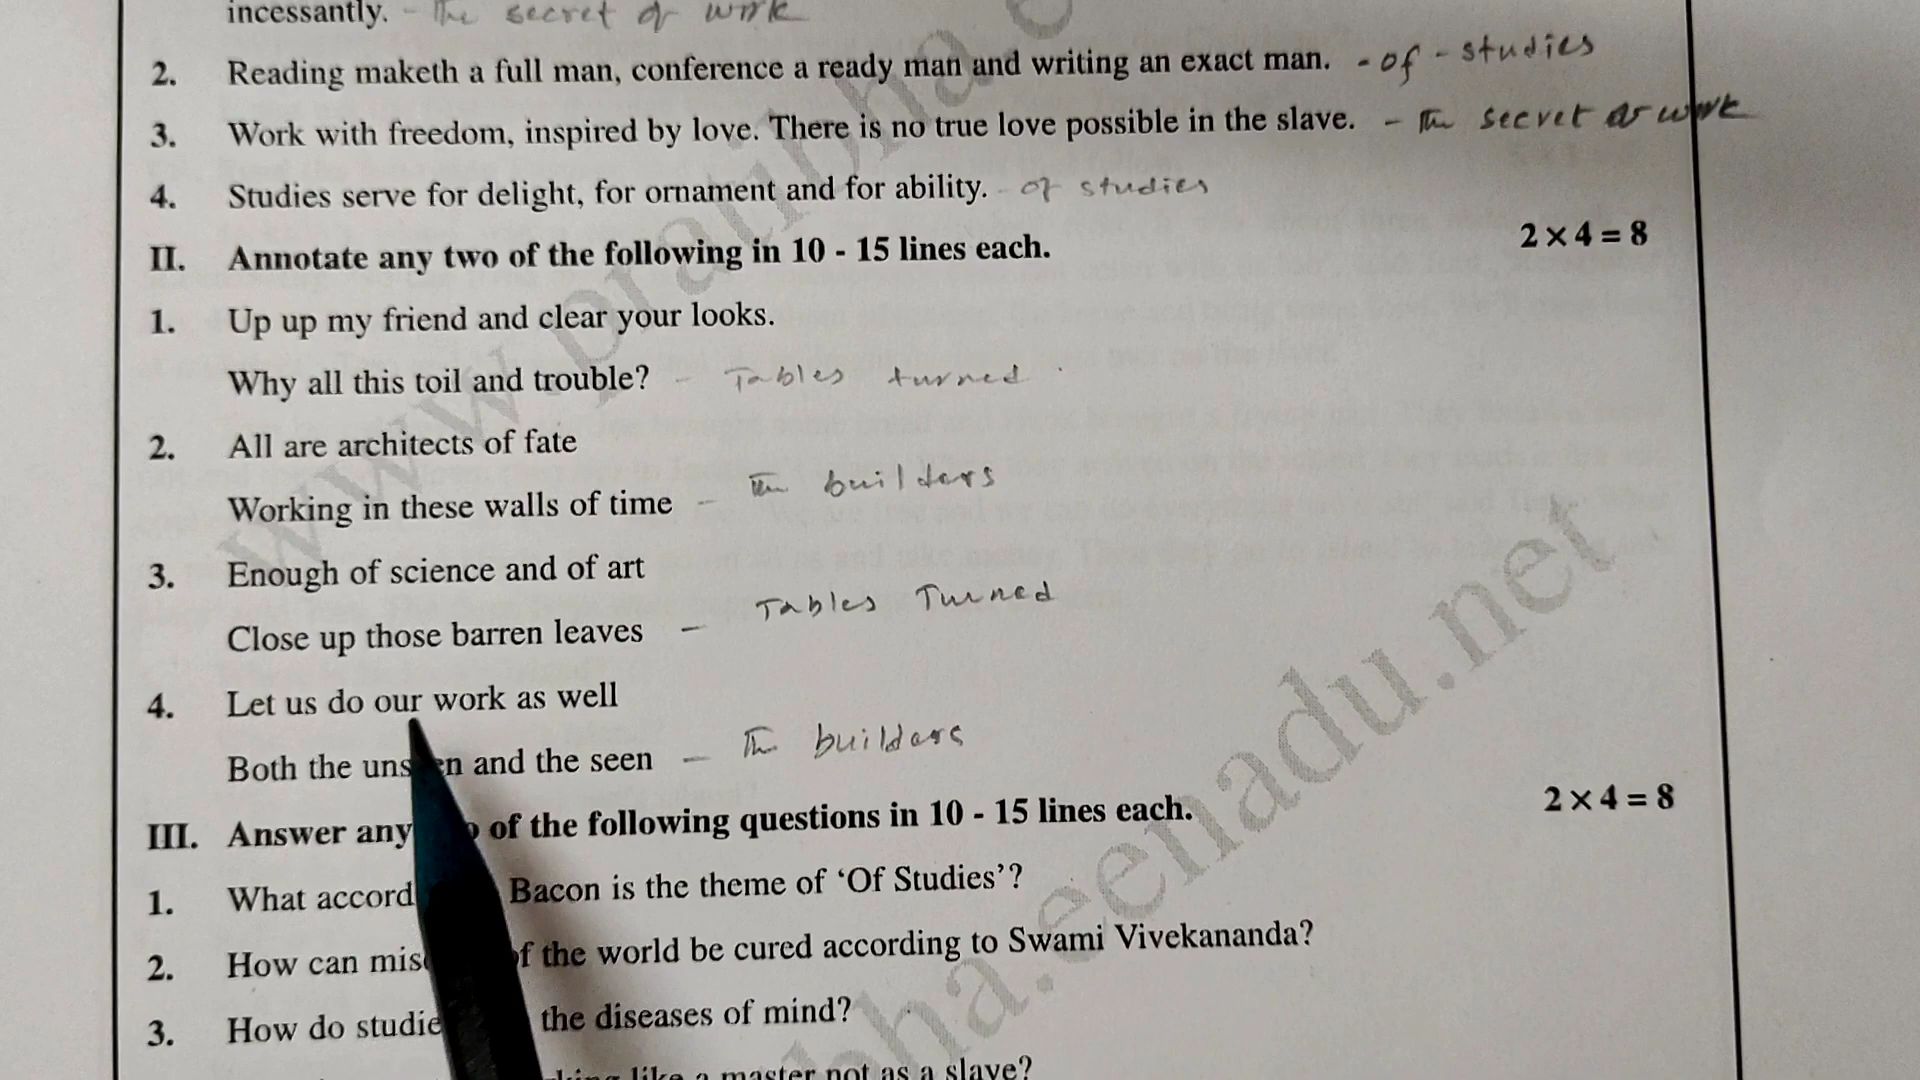 incessantly. - The secret of work
2. Reading maketh a full man, conference a ready man and writing an exact man. - of - studies
3. Work with freedom, inspired by love. There is no true love possible in the slave. - The secret of work
4. Studies serve for delight, for ornament and for ability. - of studies
II. Annotate any two of the following in 10 - 15 lines each. 2 × 4 = 8
1. Up up my friend and clear your looks.
Why all this toil and trouble? - Tables turned
2. All are architects of fate
Working in these walls of time - The builders
3. Enough of science and of art
Close up those barren leaves - Tables Turned
4. Let us do our work as well
Both the unseen and the seen - The builders
III. Answer any of the following questions in 10 - 15 lines each. 2 × 4 = 8
1. What accord Bacon is the theme of ‘Of Studies’?
2. How can mis of the world be cured according to Swami Vivekananda?
3. How do studie the diseases of mind?
like a master not as a slave?
www.pratibha.eenadu.net